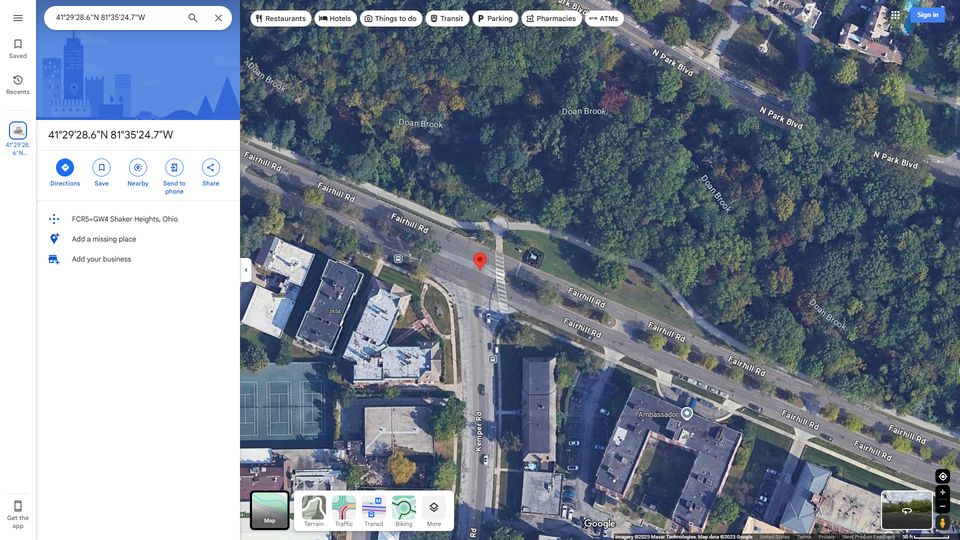 41°29'28.6"N 81°35'24.7"W
Restaurants
Hotels
Things to do
Transit
Parking
Pharmacies
ATMs
Sign in
Saved
Recents
41°29'28.
6"N...
41°29'28.6"N 81°35'24.7"W
Directions
Save
Nearby
Send to
phone
Share
FCR5+GW4 Shaker Heights, Ohio
Add a missing place
Add your business
Get the
app
N Park Blvd
N Park Blvd
N Park Blvd
Doan Brook
Doan Brook
Doan Brook
Doan Brook
Doan Brook
Fairhill Rd
Fairhill Rd
Fairhill Rd
Fairhill Rd
Fairhill Rd
Fairhill Rd
Fairhill Rd
Fairhill Rd
Fairhill Rd
Fairhill Rd
13604
Kemper Rd
Ambassador
Map
Terrain
Traffic
Transit
Biking
More
Google
Imagery ©2025 Maxar Technologies, Map data ©2025 Google
United States
Terms
Privacy
Send Product Feedback
50 ft